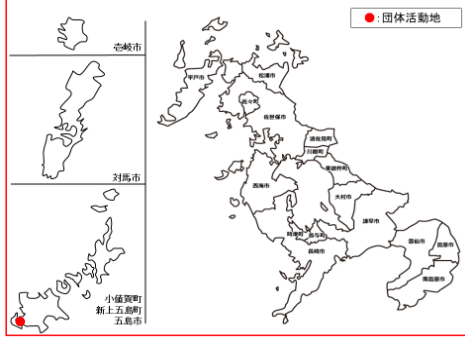 ●:団体活動地
壱岐市
対馬市
小値賀町
新上五島町
五島市
平戸市
松浦市
佐々町
佐世保市
波佐見町
川棚町
東彼杵町
西海市
大村市
諫早市
時津町
長与町
長崎市
雲仙市
島原市
南島原市